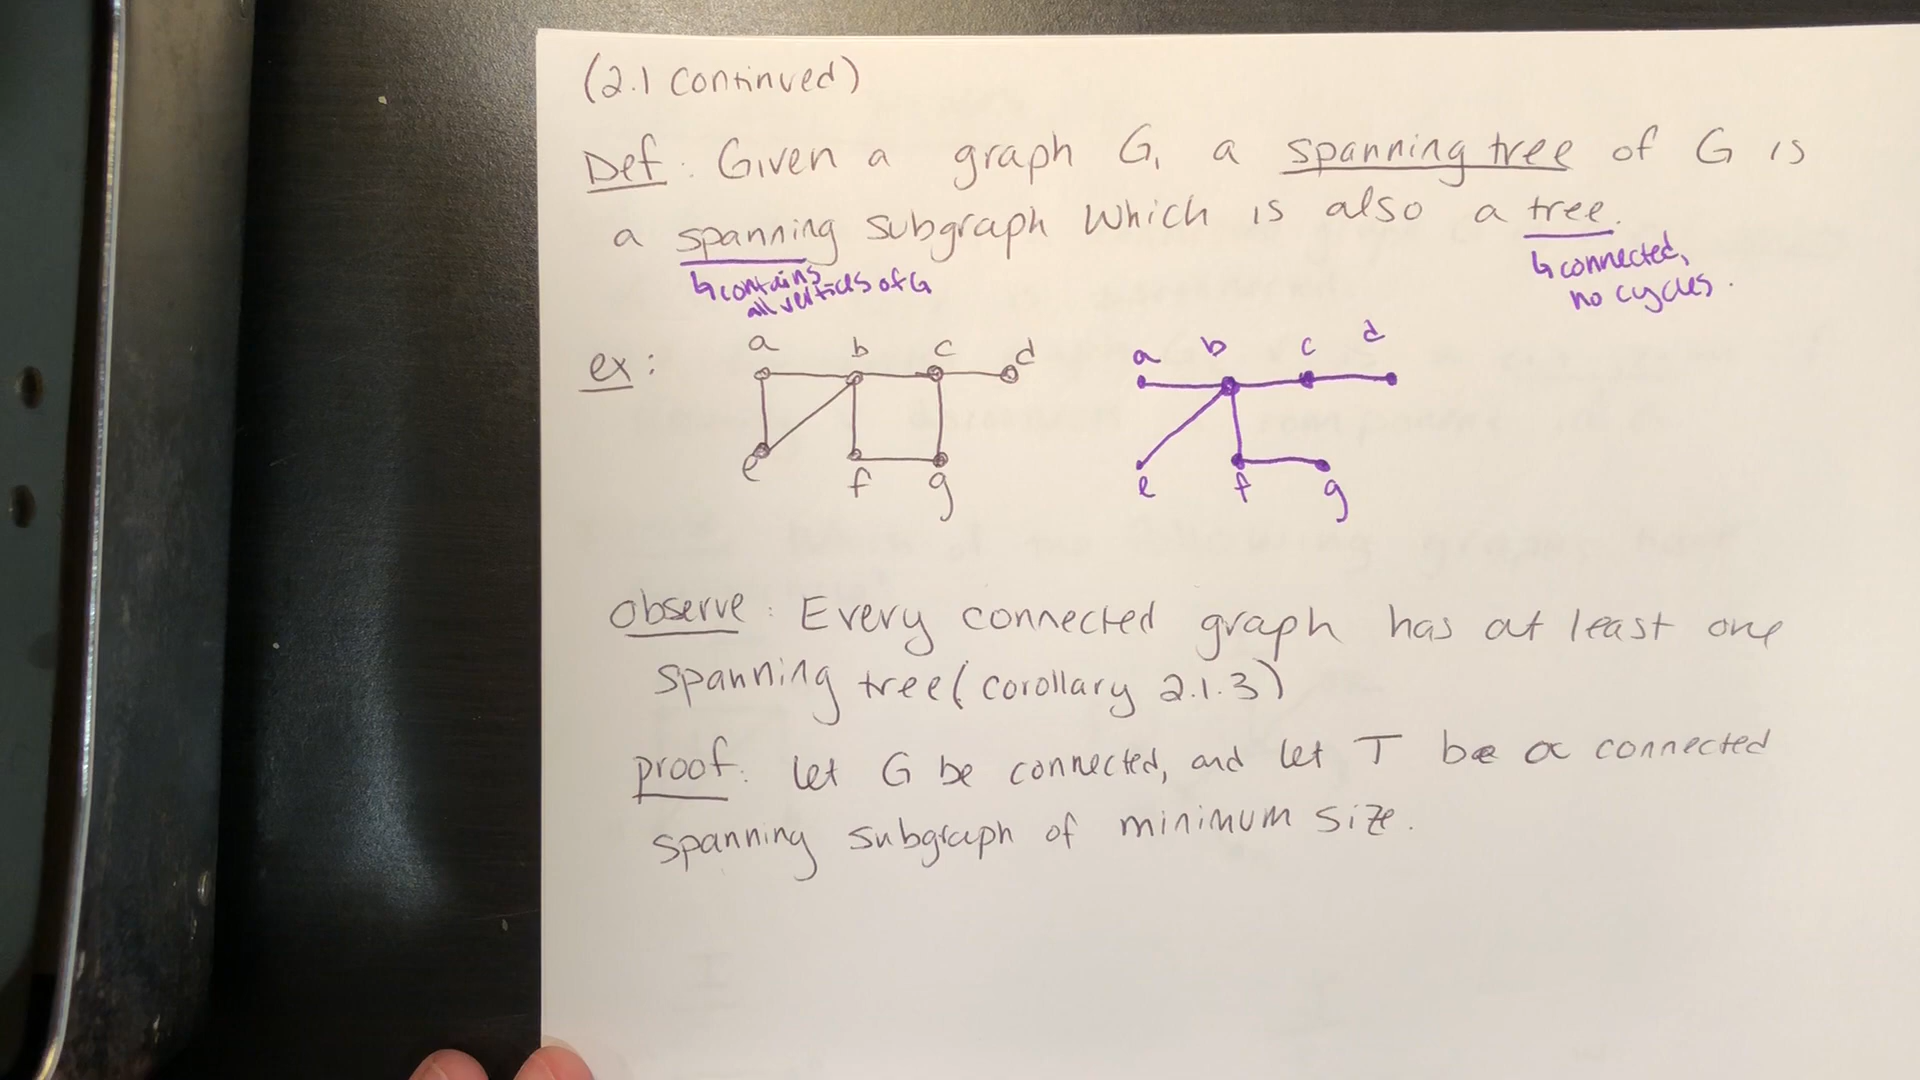 (2.1 continued)
Def: Given a graph G, a spanning tree of G is
a spanning subgraph which is also a tree.
↳ contains
all vertices of G
↳ connected,
no cycles.
ex:
a b c d
e f g
a b c d
e f g
observe: Every connected graph has at least one
spanning tree (corollary 2.1.3)
proof: let G be connected, and let T be a connected
spanning subgraph of minimum size.